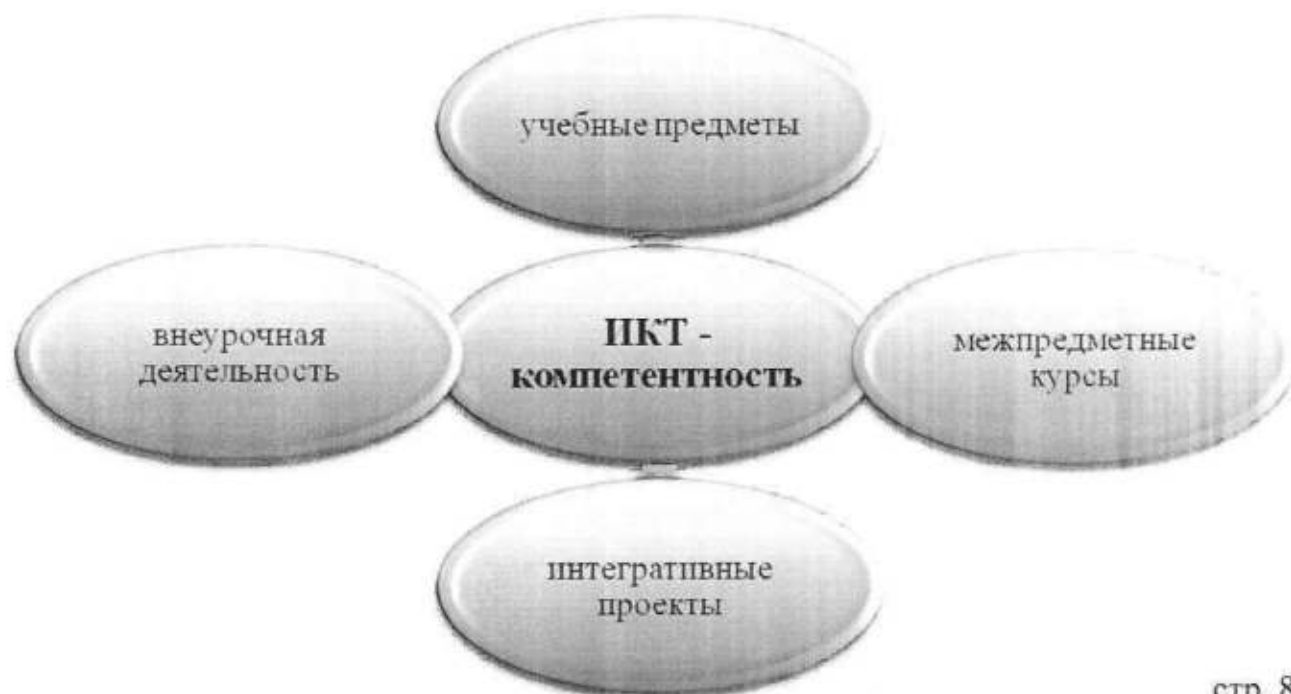 учебные предметы
внеурочная
деятельность
ИКТ -
компетентность
межпредметные
курсы
интегративные
проекты
стр. 8